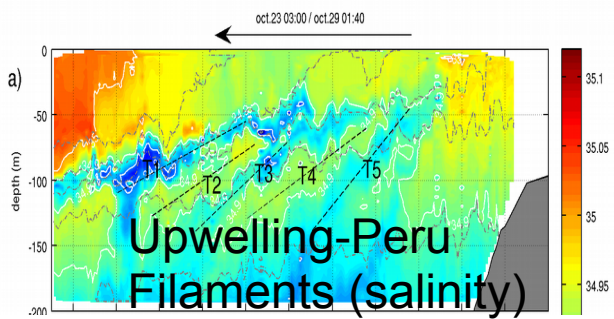 oct.23 03:00 / oct.29 01:40
a)
0
-50
-100
-150
-200
depth (m)
T1
T2
T3
T4
T5
Upwelling-Peru
Filaments (salinity)
35.1
35.05
35
34.95